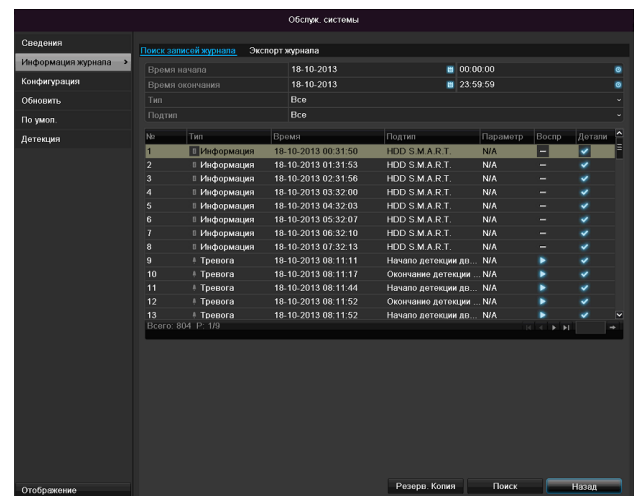 Обслуж. системы
Сведения
Информация журнала >
Конфигурация
Обновить
По умол.
Детекция
Отображение
Поиск записей журнала Экспорт журнала
Время начала 18-10-2013 00:00:00
Время окончания 18-10-2013 23:59:59
Тип Все
Подтип Все
№ Тип Время Подтип Параметр Воспр Детали
1 Информация 18-10-2013 00:31:50 HDD S.M.A.R.T. N/A –
2 Информация 18-10-2013 01:31:53 HDD S.M.A.R.T. N/A –
3 Информация 18-10-2013 02:31:56 HDD S.M.A.R.T. N/A –
4 Информация 18-10-2013 03:32:00 HDD S.M.A.R.T. N/A –
5 Информация 18-10-2013 04:32:03 HDD S.M.A.R.T. N/A –
6 Информация 18-10-2013 05:32:07 HDD S.M.A.R.T. N/A –
7 Информация 18-10-2013 06:32:10 HDD S.M.A.R.T. N/A –
8 Информация 18-10-2013 07:32:13 HDD S.M.A.R.T. N/A –
9 Тревога 18-10-2013 08:11:11 Начало детекции дв... N/A
10 Тревога 18-10-2013 08:11:17 Окончание детекции ... N/A
11 Тревога 18-10-2013 08:11:44 Начало детекции дв... N/A
12 Тревога 18-10-2013 08:11:52 Окончание детекции ... N/A
13 Тревога 18-10-2013 08:11:52 Начало детекции дв... N/A
Всего: 804 P: 1/9
Резерв. Копия Поиск Назад